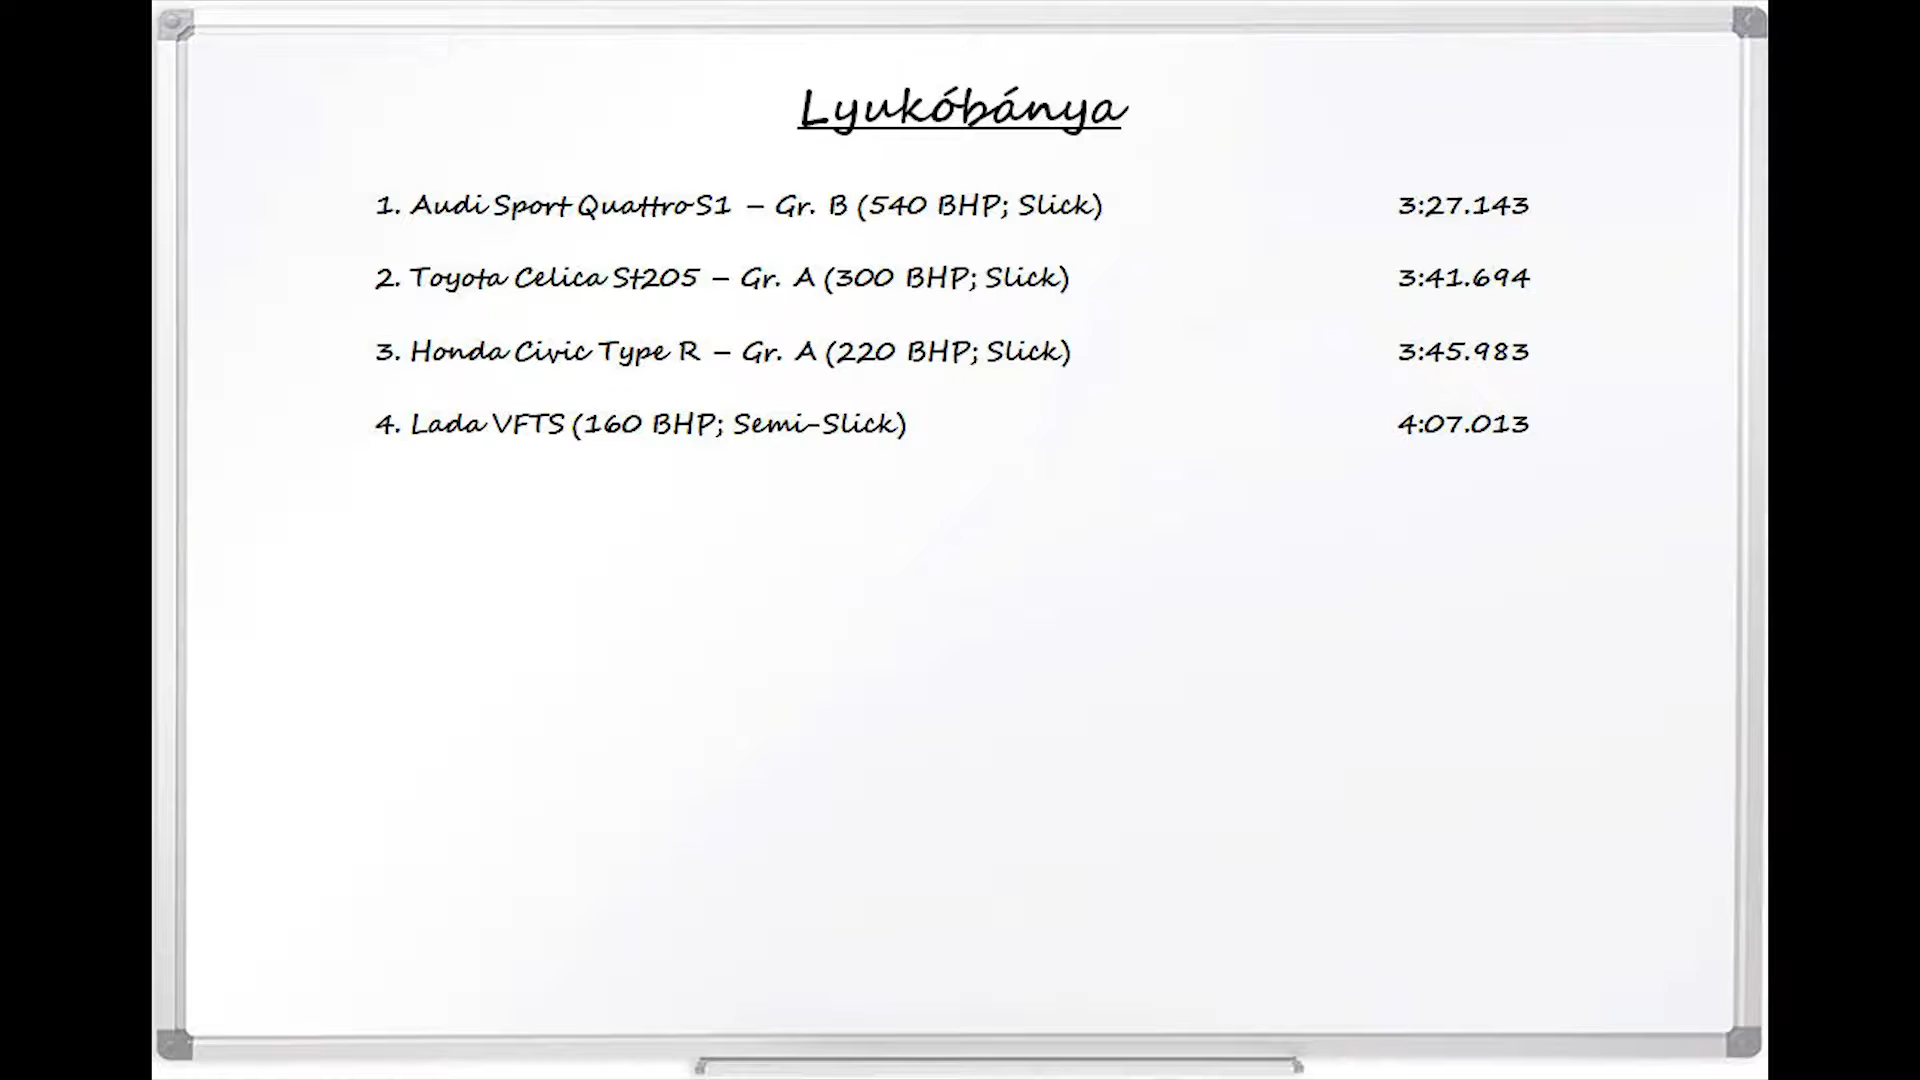 Lyukóbánya
1. Audi Sport Quattro S1 – Gr. B (540 BHP; Slick) 3:27.143
2. Toyota Celica St205 – Gr. A (300 BHP; Slick) 3:41.694
3. Honda Civic Type R – Gr. A (220 BHP; Slick) 3:45.983
4. Lada VFTS (160 BHP; Semi-Slick) 4:07.013